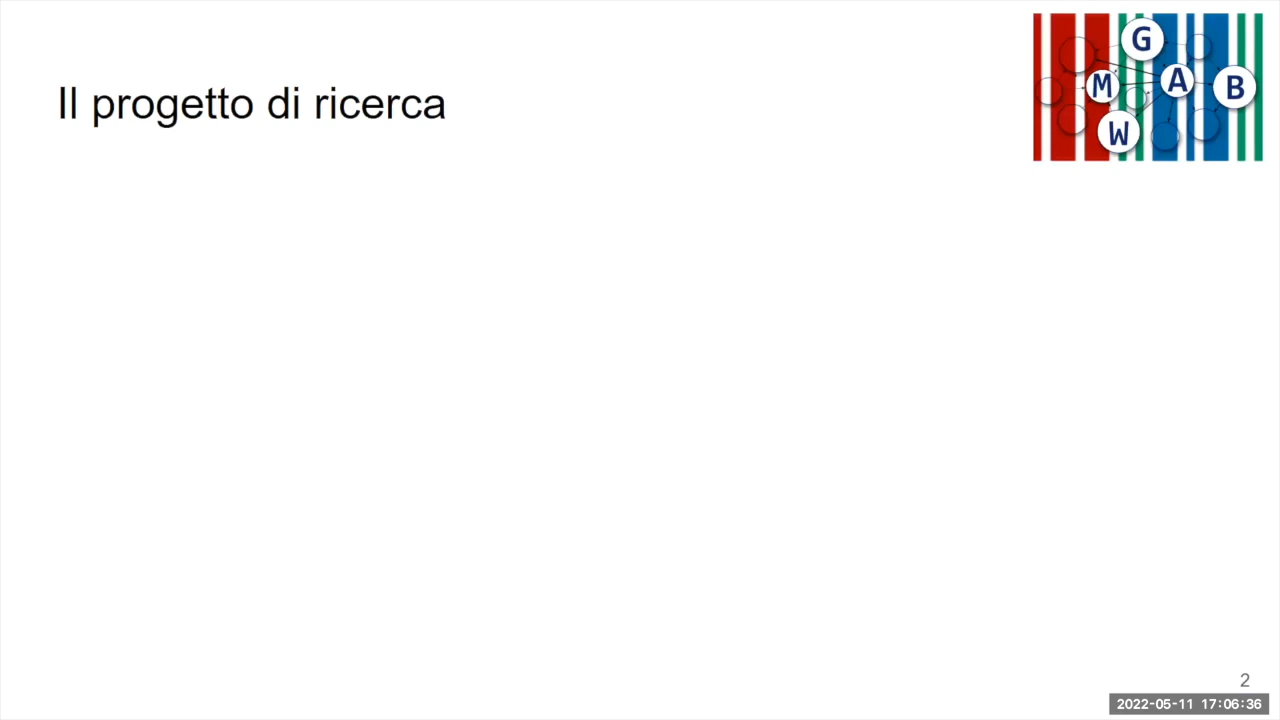 Il progetto di ricerca
G
M A B
W
2
2022-05-11 17:06:36